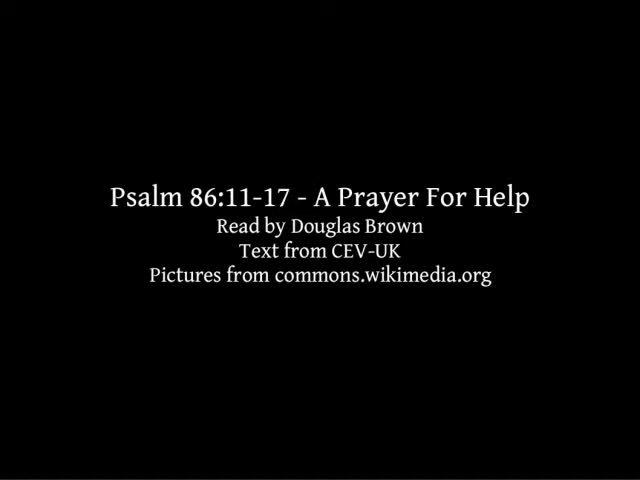 Psalm 86:11-17 - A Prayer For Help
Read by Douglas Brown
Text from CEV-UK
Pictures from commons.wikimedia.org